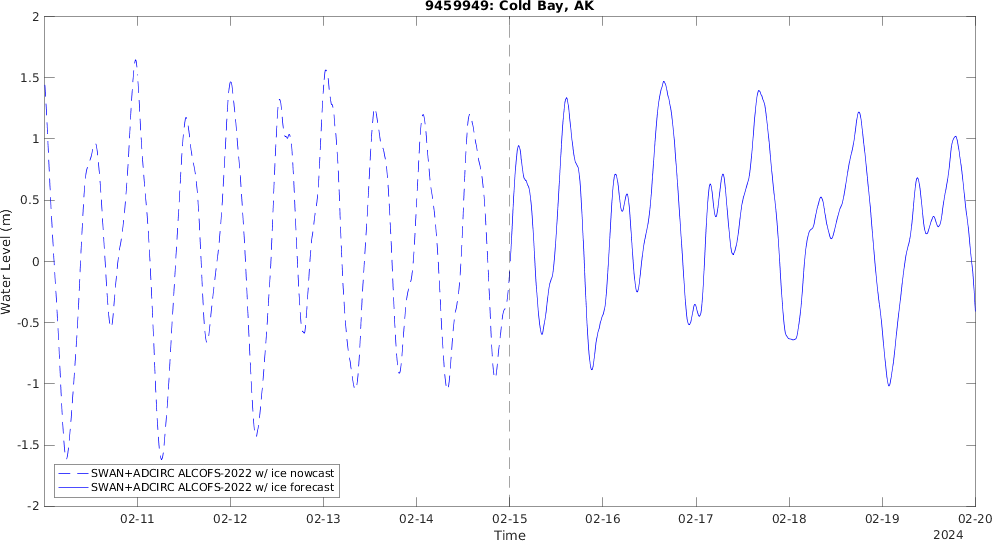 9459949: Cold Bay, AK
Water Level (m)
2
1.5
1
0.5
0
-0.5
-1
-1.5
-2
SWAN+ADCIRC ALCOFS-2022 w/ ice nowcast
SWAN+ADCIRC ALCOFS-2022 w/ ice forecast
02-11 02-12 02-13 02-14 02-15 02-16 02-17 02-18 02-19 02-20
Time
2024